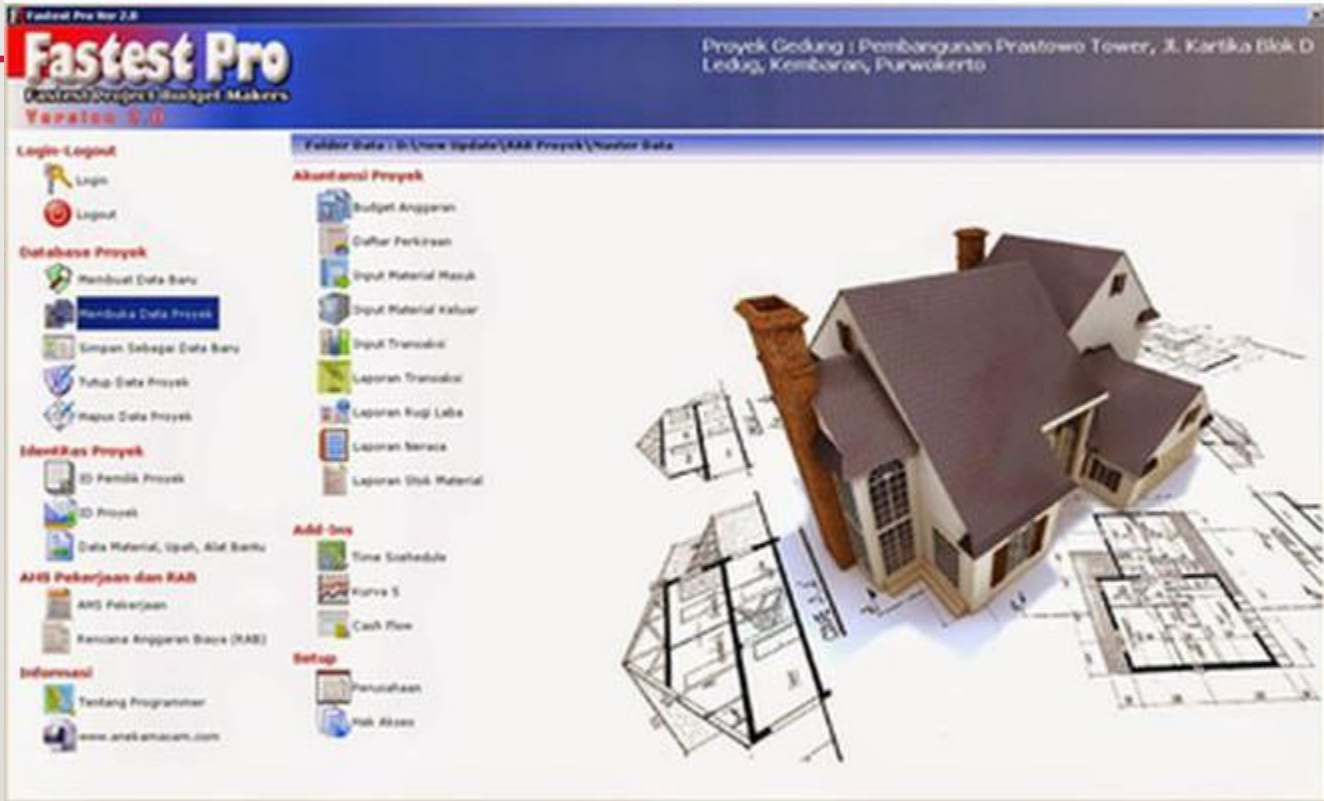 Fastest Pro Ver 2.0
Fastest Pro
Fastest Project Budget Makers
Version 2.0
Proyek Gedung : Pembangunan Prastowo Tower, Jl. Kartika Blok D
Ledug, Kembaran, Purwokerto
Folder Data : D:\new Update\RAB Proyek\Master Data
Login-Logout
Login
Logout
Database Proyek
Membuat Data Baru
Membuka Data Proyek
Simpan Sebagai Data Baru
Tutup Data Proyek
Hapus Data Proyek
Identitas Proyek
ID Pemilik Proyek
ID Proyek
Data Material, Upah, Alat Bantu
AHS Pekerjaan dan RAB
AHS Pekerjaan
Rencana Anggaran Biaya (RAB)
Informasi
Tentang Programmer
www.anekamacam.com
Akuntansi Proyek
Budget Anggaran
Daftar Perkiraan
Input Material Masuk
Input Material Keluar
Input Transaksi
Laporan Transaksi
Laporan Rugi Laba
Laporan Neraca
Laporan Stok Material
Add-Ins
Time Scehedule
Kurva S
Cash Flow
Setup
Perusahaan
Hak Akses